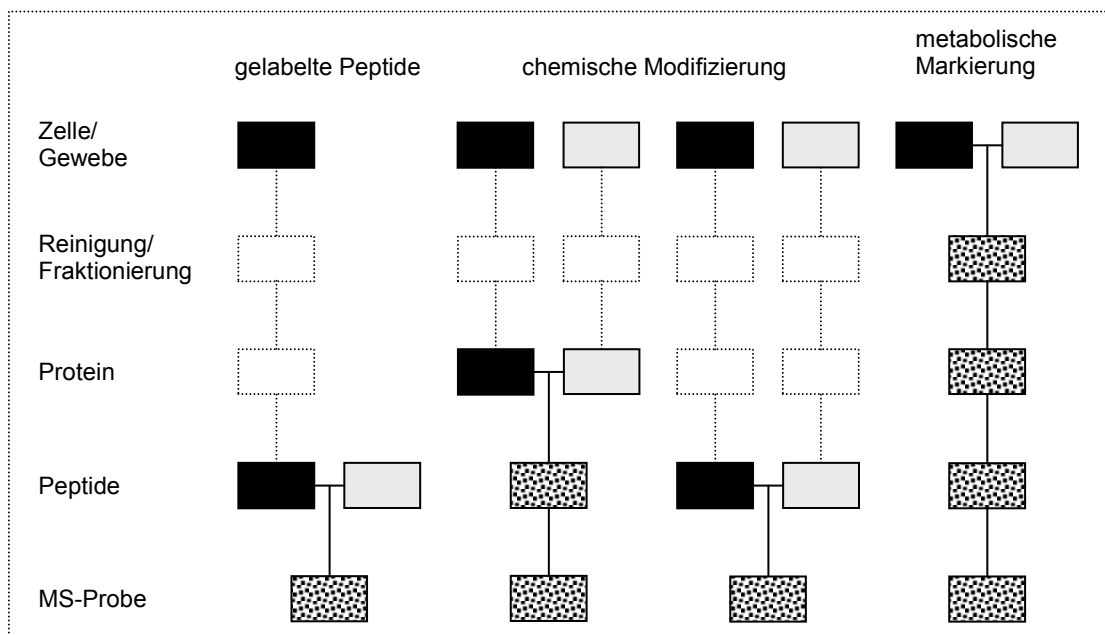 gelabelte Peptide
chemische Modifizierung
metabolische
Markierung
Zelle/
Gewebe
Reinigung/
Fraktionierung
Protein
Peptide
MS-Probe